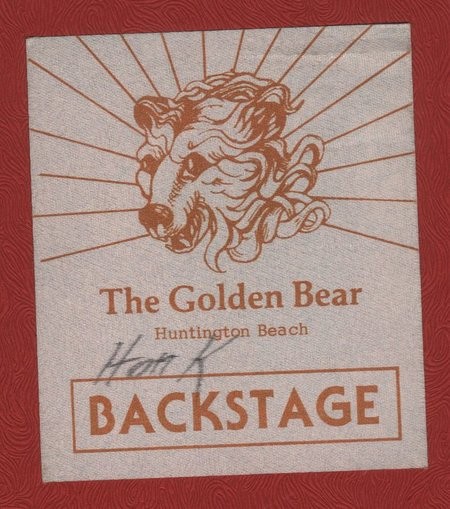 The Golden Bear
Huntington Beach
BACKSTAGE